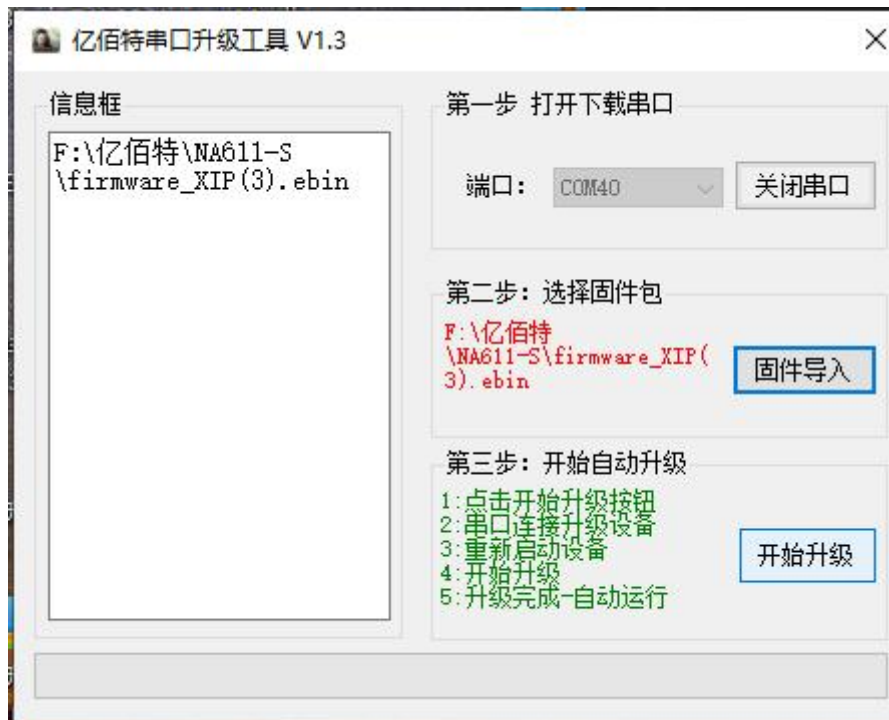 亿佰特串口升级工具 V1.3
信息框
F:\亿佰特\NA611-S
\firmware_XIP(3).ebin
第一步 打开下载串口
端口：
COM40
关闭串口
第二步：选择固件包
F:\亿佰特
\NA611-S\firmware_XIP(
3).ebin
固件导入
第三步：开始自动升级
1:点击开始升级按钮
2:串口连接升级设备
3:重新启动设备
4:开始升级
5:升级完成-自动运行
开始升级